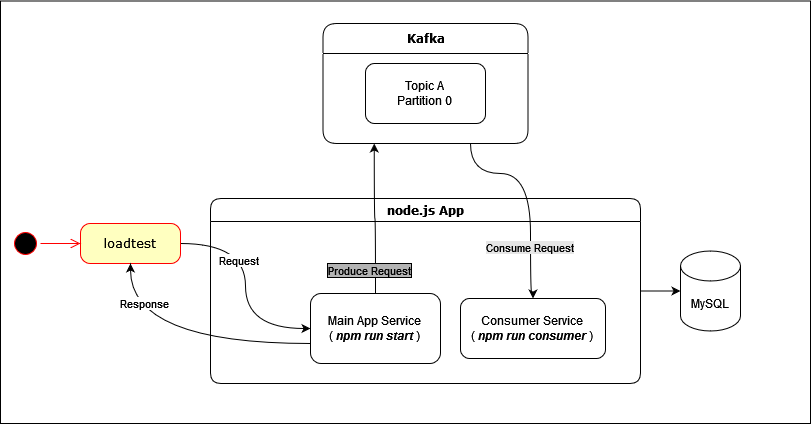 Kafka
Topic A
Partition 0
node.js App
loadtest
Request
Consume Request
Produce Request
Response
Main App Service
( npm run start )
Consumer Service
( npm run consumer )
MySQL